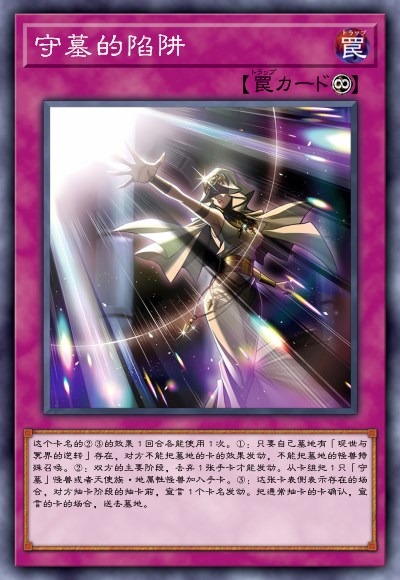 守墓的陷阱
トラップ
罠
トラップ
【罠カード∞】
这个卡名的②③的效果1回合各能使用1次。①：只要自己墓地有「现世与
冥界的逆转」存在，对方不能把墓地的卡的效果发动，不能把墓地的怪兽特
殊召唤。②：双方的主要阶段，丢弃1张手卡才能发动。从卡组把1只「守
墓」怪兽或者天使族·地属性怪兽加入手卡。③：这张卡表侧表示存在的场
合，对方抽卡阶段的抽卡前，宣言1个卡名发动。把通常抽卡的卡确认，宣
言的卡的场合，送去墓地。